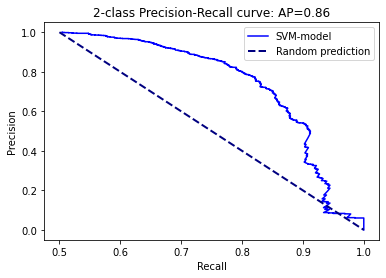 2-class Precision-Recall curve: AP=0.86
SVM-model
Random prediction
Precision
1.0
0.8
0.6
0.4
0.2
0.0
0.5 0.6 0.7 0.8 0.9 1.0
Recall